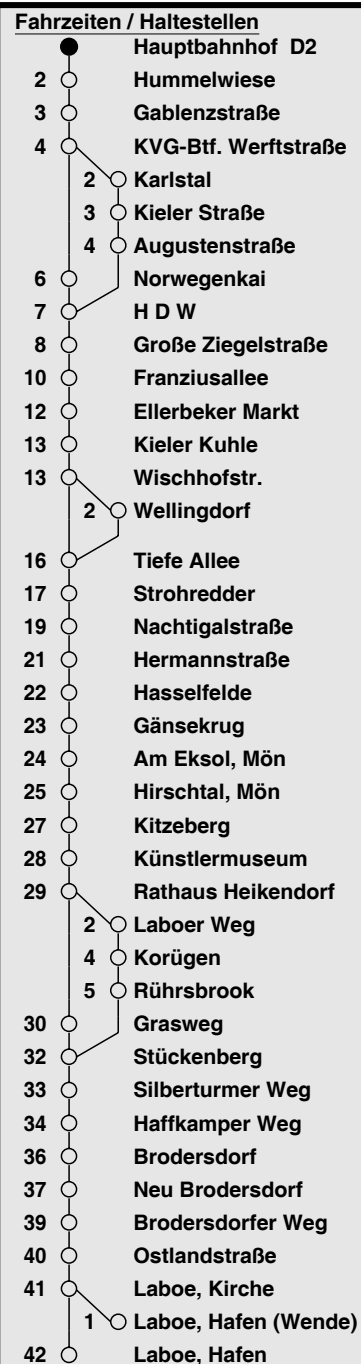 Fahrzeiten / Haltestellen
Hauptbahnhof D2
2 Hummelwiese
3 Gablenzstraße
4 KVG-Btf. Werftstraße
2 Karlstal
3 Kieler Straße
4 Augustenstraße
6 Norwegenkai
7 H D W
8 Große Ziegelstraße
10 Franziusallee
12 Ellerbeker Markt
13 Kieler Kuhle
13 Wischhofstr.
2 Wellingdorf
16 Tiefe Allee
17 Strohredder
19 Nachtigalstraße
21 Hermannstraße
22 Hasselfelde
23 Gänsekrug
24 Am Eksol, Mön
25 Hirschtal, Mön
27 Kitzeberg
28 Künstlermuseum
29 Rathaus Heikendorf
2 Laboer Weg
4 Korügen
5 Rührsbrook
30 Grasweg
32 Stückenberg
33 Silberturmer Weg
34 Haffkamper Weg
36 Brodersdorf
37 Neu Brodersdorf
39 Brodersdorfer Weg
40 Ostlandstraße
41 Laboe, Kirche
1 Laboe, Hafen (Wende)
42 Laboe, Hafen